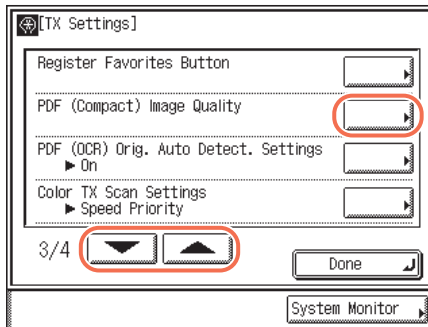 [TX Settings]
Register Favorites Button
PDF (Compact) Image Quality
PDF (OCR) Orig. Auto Detect. Settings
► On
Color TX Scan Settings
► Speed Priority
3/4
Done
System Monitor